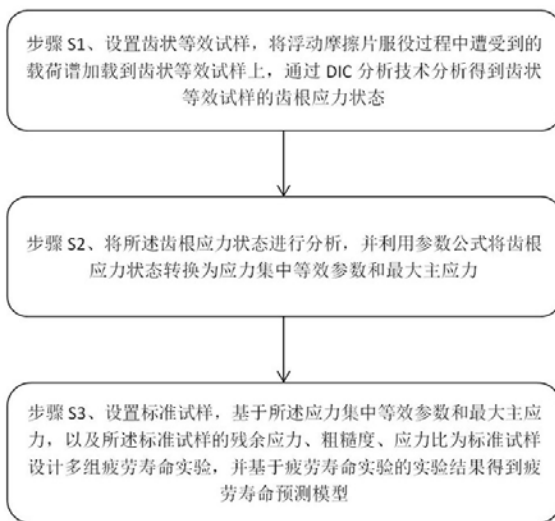 步骤 S1、设置齿状等效试样，将浮动摩擦片服役过程中遭受到的
载荷谱加载到齿状等效试样上，通过 DIC 分析技术分析得到齿状
等效试样的齿根应力状态
步骤 S2、将所述齿根应力状态进行分析，并利用参数公式将齿根
应力状态转换为应力集中等效参数和最大主应力
步骤 S3、设置标准试样，基于所述应力集中等效参数和最大主应
力，以及所述标准试样的残余应力、粗糙度、应力比为标准试样
设计多组疲劳寿命实验，并基于疲劳寿命实验的实验结果得到疲
劳寿命预测模型